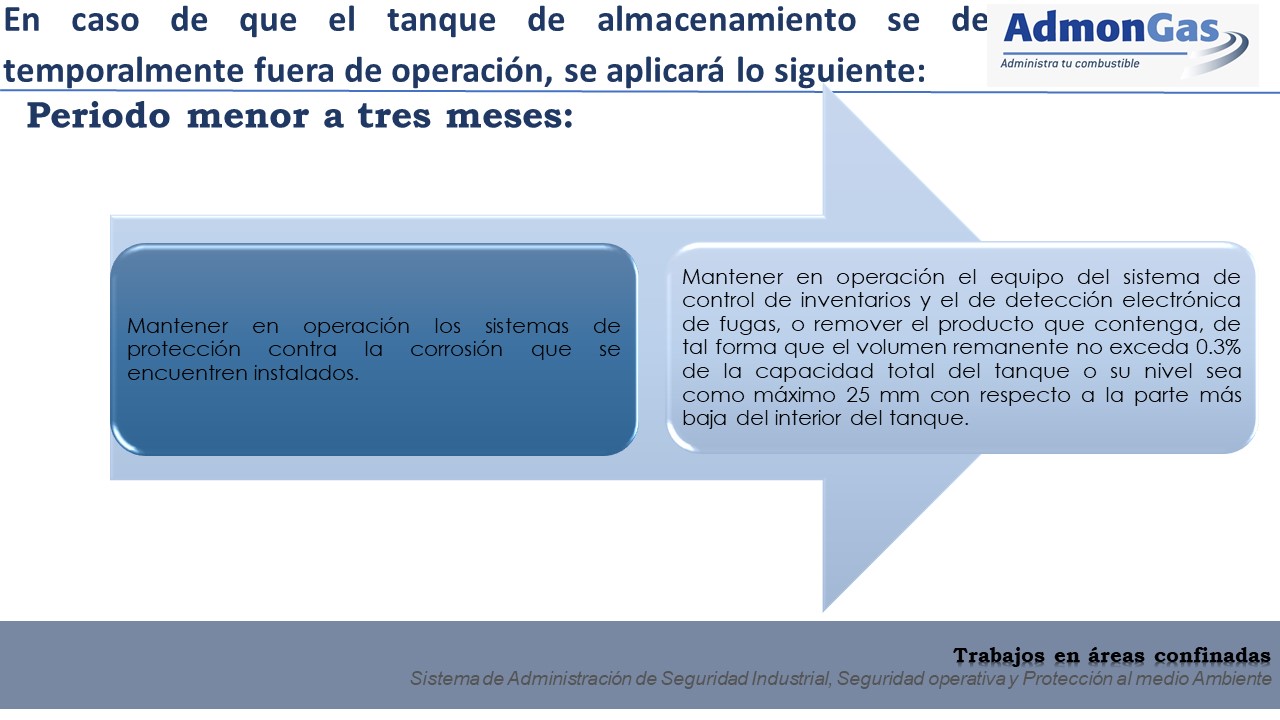 En caso de que el tanque de almacenamiento se de
temporalmente fuera de operación, se aplicará lo siguiente:
AdmonGas
Administra tu combustible
Periodo menor a tres meses:
Mantener en operación los sistemas de
protección contra la corrosión que se
encuentren instalados.
Mantener en operación el equipo del sistema de
control de inventarios y el de detección electrónica
de fugas, o remover el producto que contenga, de
tal forma que el volumen remanente no exceda 0.3%
de la capacidad total del tanque o su nivel sea
como máximo 25 mm con respecto a la parte más
baja del interior del tanque.
Trabajos en áreas confinadas
Sistema de Administración de Seguridad Industrial, Seguridad operativa y Protección al medio Ambiente